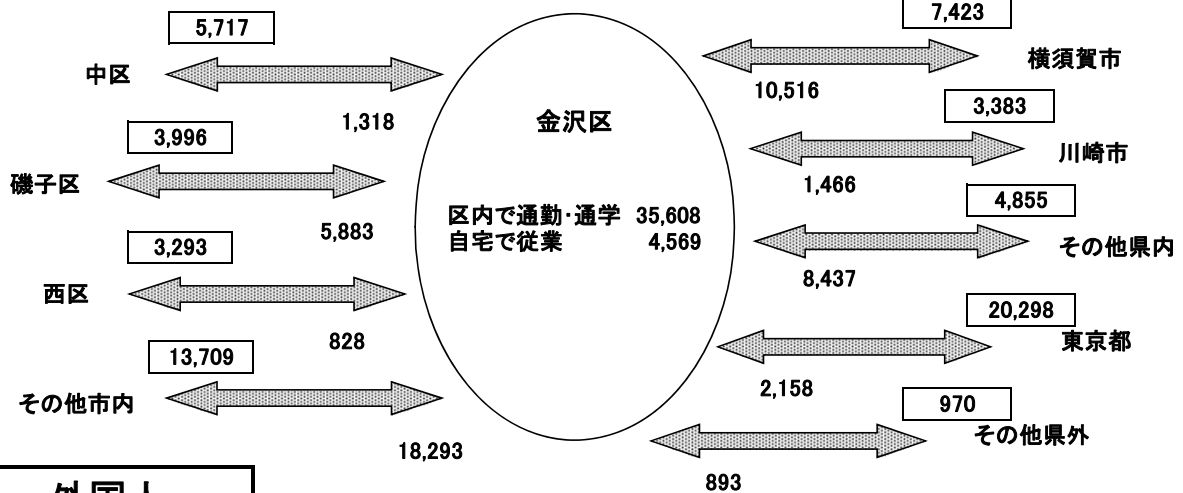 5,717
中区
1,318
3,996
磯子区
5,883
3,293
西区
828
13,709
その他市内
18,293
金沢区
区内で通勤・通学 35,608
自宅で従業 4,569
7,423
横須賀市
10,516
3,383
川崎市
1,466
4,855
その他県内
8,437
20,298
東京都
2,158
970
その他県外
893
外国人